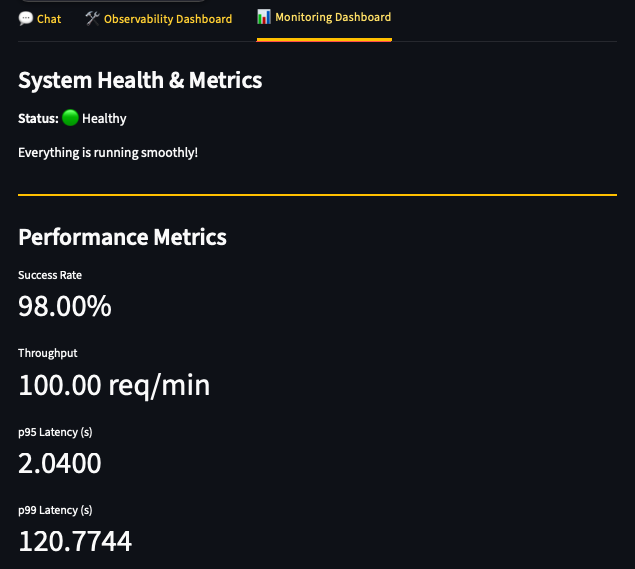 Chat
Observability Dashboard
Monitoring Dashboard
System Health & Metrics
Status: Healthy
Everything is running smoothly!
Performance Metrics
Success Rate
98.00%
Throughput
100.00 req/min
p95 Latency (s)
2.0400
p99 Latency (s)
120.7744